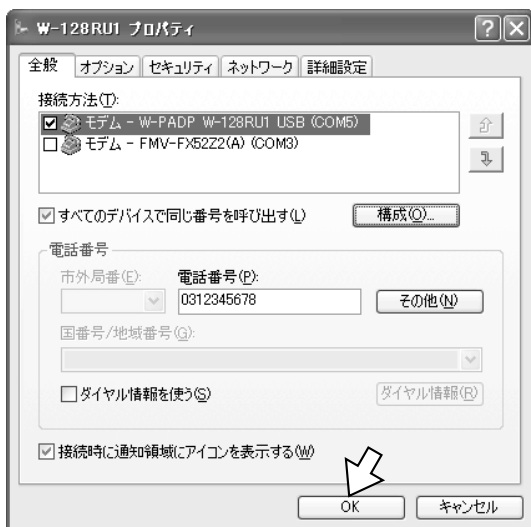 W-128RU1 プロパティ
全般 オプション セキュリティ ネットワーク 詳細設定
接続方法(T):
モデム - W-PADP W-128RU1 USB (COM5)
モデム - FMV-FX52Z2(A) (COM3)
すべてのデバイスで同じ番号を呼び出す(L) 構成(O)...
電話番号
市外局番(E): 電話番号(P):
0312345678 その他(N)
国番号/地域番号(G):
ダイヤル情報を使う(S) ダイヤル情報(R)
接続時に通知領域にアイコンを表示する(W)
OK キャンセル